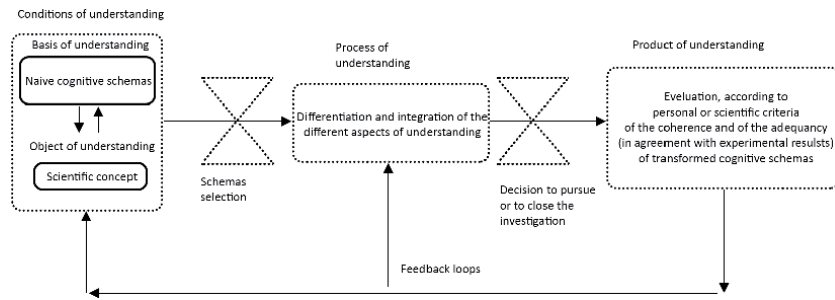 Conditions of understanding
Basis of understanding
Naive cognitive schemas
Object of understanding
Scientific concept
Schemas
selection
Process of
understanding
Differentiation and integration of the
different aspects of understanding
Decision to pursue
or to close the
investigation
Product of understanding
Eveluation, according to
personal or scientific criteria
of the coherence and of the adequancy
(in agreement with experimental resulsts)
of transformed cognitive schemas
Feedback loops